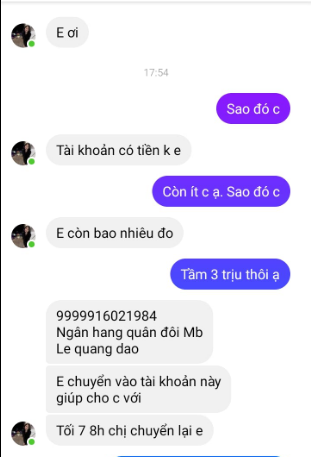 E ơi
17:54
Sao đó c
Tài khoản có tiền k e
Còn ít c ạ. Sao đó c
E còn bao nhiêu đo
Tầm 3 trịu thôi ạ
9999916021984
Ngân hang quân đôi Mb
Le quang dao
E chuyển vào tài khoản này
giúp cho c với
Tối 7 8h chị chuyển lại e